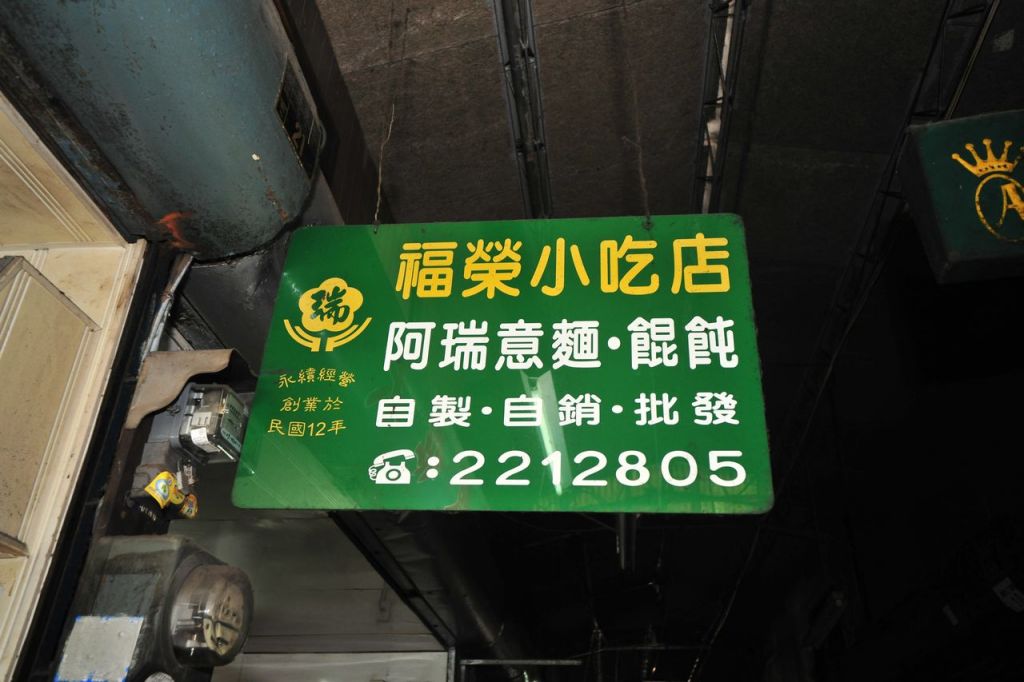 福榮小吃店
瑞
阿瑞意麵·餛飩
永續經營
創業於
民國12年
自製·自銷·批發
☎:2212805